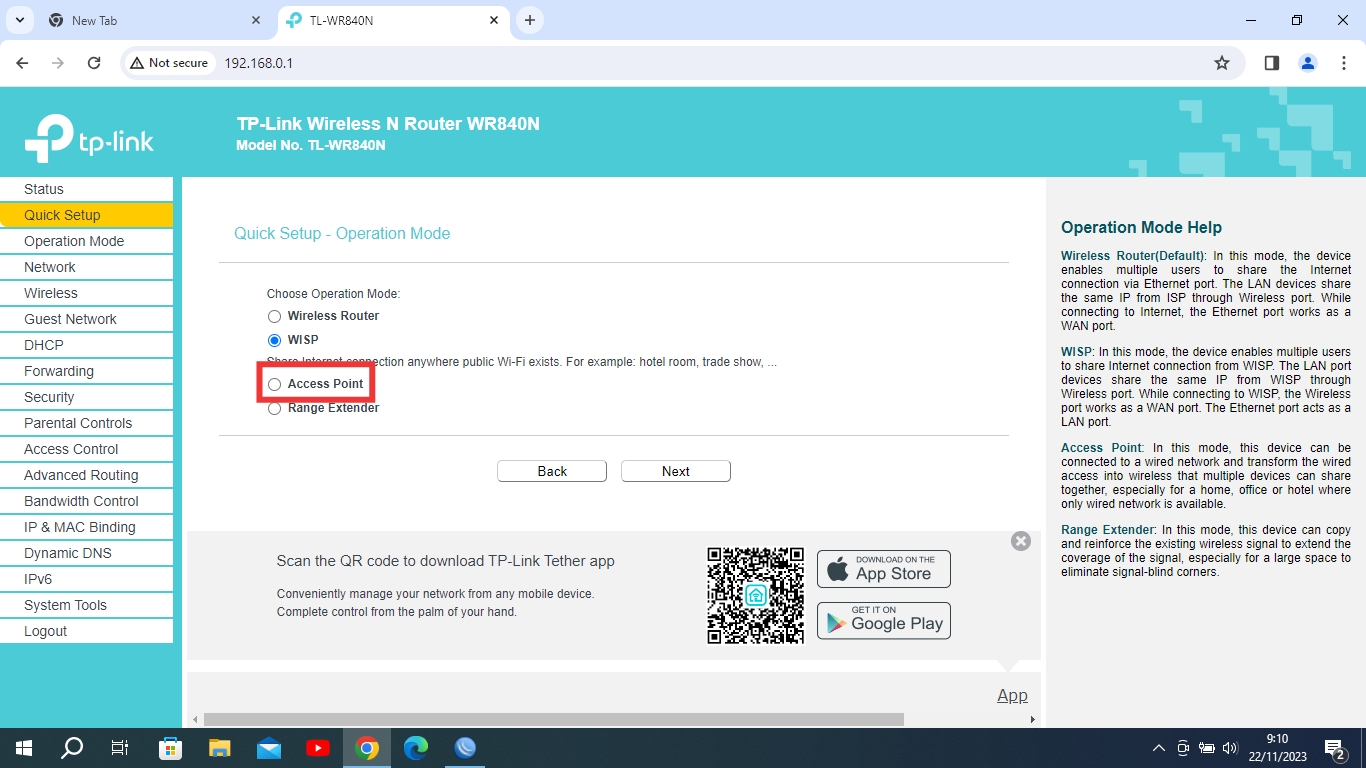 New Tab
TL-WR840N
Not secure
192.168.0.1
tp-link
TP-Link Wireless N Router WR840N
Model No. TL-WR840N
Status
Quick Setup
Operation Mode
Network
Wireless
Guest Network
DHCP
Forwarding
Security
Parental Controls
Access Control
Advanced Routing
Bandwidth Control
IP & MAC Binding
Dynamic DNS
IPv6
System Tools
Logout
Quick Setup - Operation Mode
Choose Operation Mode:
Wireless Router
WISP
Share Internet connection anywhere public Wi-Fi exists. For example: hotel room, trade show, ...
Access Point
Range Extender
Back
Next
Scan the QR code to download TP-Link Tether app
Conveniently manage your network from any mobile device.
Complete control from the palm of your hand.
DOWNLOAD ON THE
App Store
GET IT ON
Google Play
App
Operation Mode Help
Wireless Router(Default): In this mode, the device
enables multiple users to share the Internet
connection via Ethernet port. The LAN devices share
the same IP from ISP through Wireless port. While
connecting to Internet, the Ethernet port works as a
WAN port.
WISP: In this mode, the device enables multiple users
to share Internet connection from WISP. The LAN port
devices share the same IP from WISP through
Wireless port. While connecting to WISP, the Wireless
port works as a WAN port. The Ethernet port acts as a
LAN port.
Access Point: In this mode, this device can be
connected to a wired network and transform the wired
access into wireless that multiple devices can share
together, especially for a home, office or hotel where
only wired network is available.
Range Extender: In this mode, this device can copy
and reinforce the existing wireless signal to extend the
coverage of the signal, especially for a large space to
eliminate signal-blind corners.
9:10
22/11/2023
2